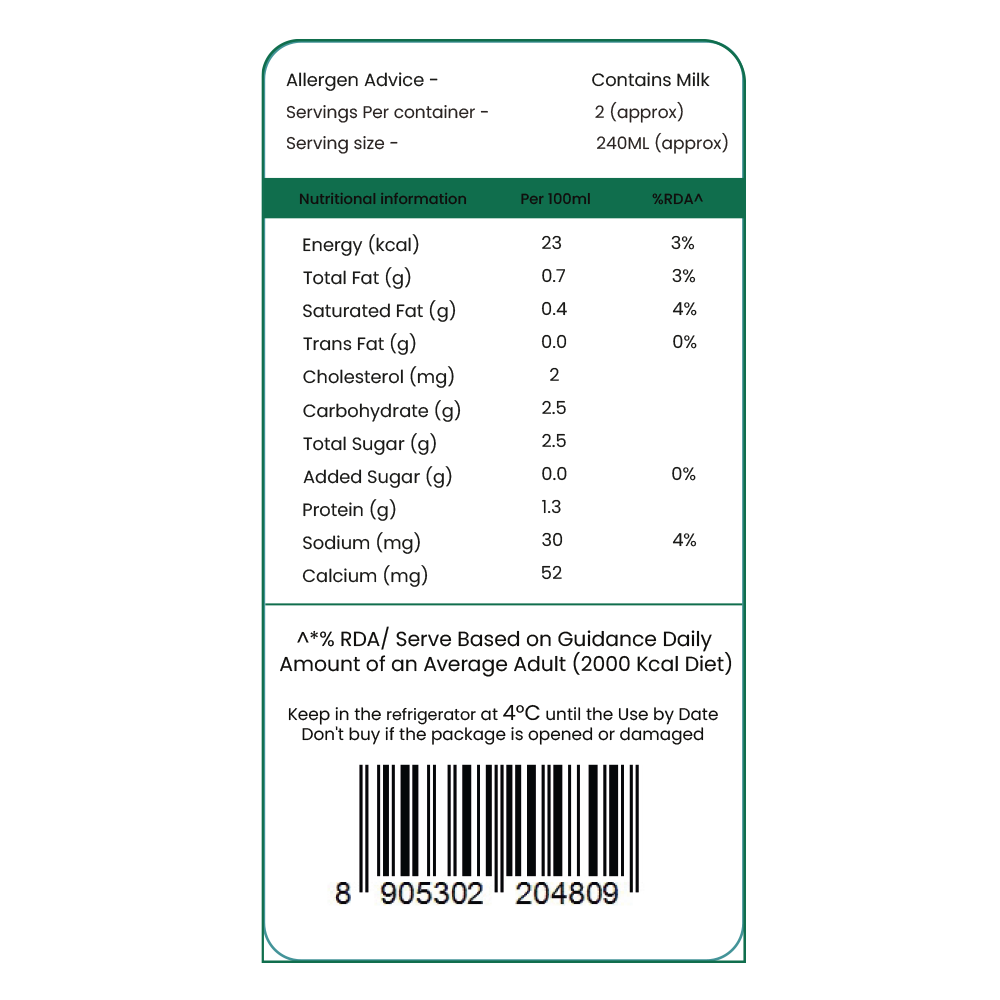 Allergen Advice - Contains Milk
Servings Per container - 2 (approx)
Serving size - 240ML (approx)
Nutritional information Per 100ml %RDA^
Energy (kcal) 23 3%
Total Fat (g) 0.7 3%
Saturated Fat (g) 0.4 4%
Trans Fat (g) 0.0 0%
Cholesterol (mg) 2
Carbohydrate (g) 2.5
Total Sugar (g) 2.5
Added Sugar (g) 0.0 0%
Protein (g) 1.3
Sodium (mg) 30 4%
Calcium (mg) 52
^*% RDA/ Serve Based on Guidance Daily
Amount of an Average Adult (2000 Kcal Diet)
Keep in the refrigerator at 4°C until the Use by Date
Don't buy if the package is opened or damaged
8 905302 204809